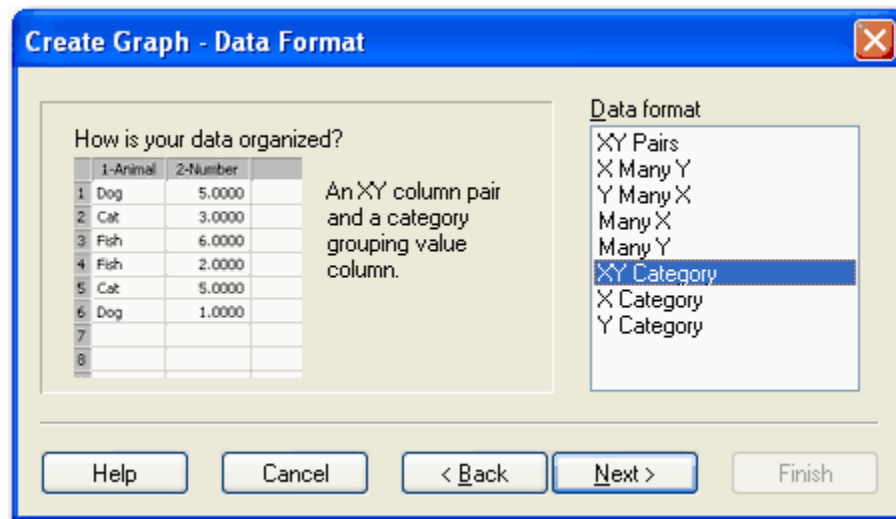 Create Graph - Data Format
How is your data organized?
1-Animal 2-Number
1 Dog 5.0000
2 Cat 3.0000
3 Fish 6.0000
4 Fish 2.0000
5 Cat 5.0000
6 Dog 1.0000
7
8
An XY column pair
and a category
grouping value
column.
Data format
XY Pairs
X Many Y
Y Many X
Many X
Many Y
XY Category
X Category
Y Category
Help Cancel < Back Next > Finish